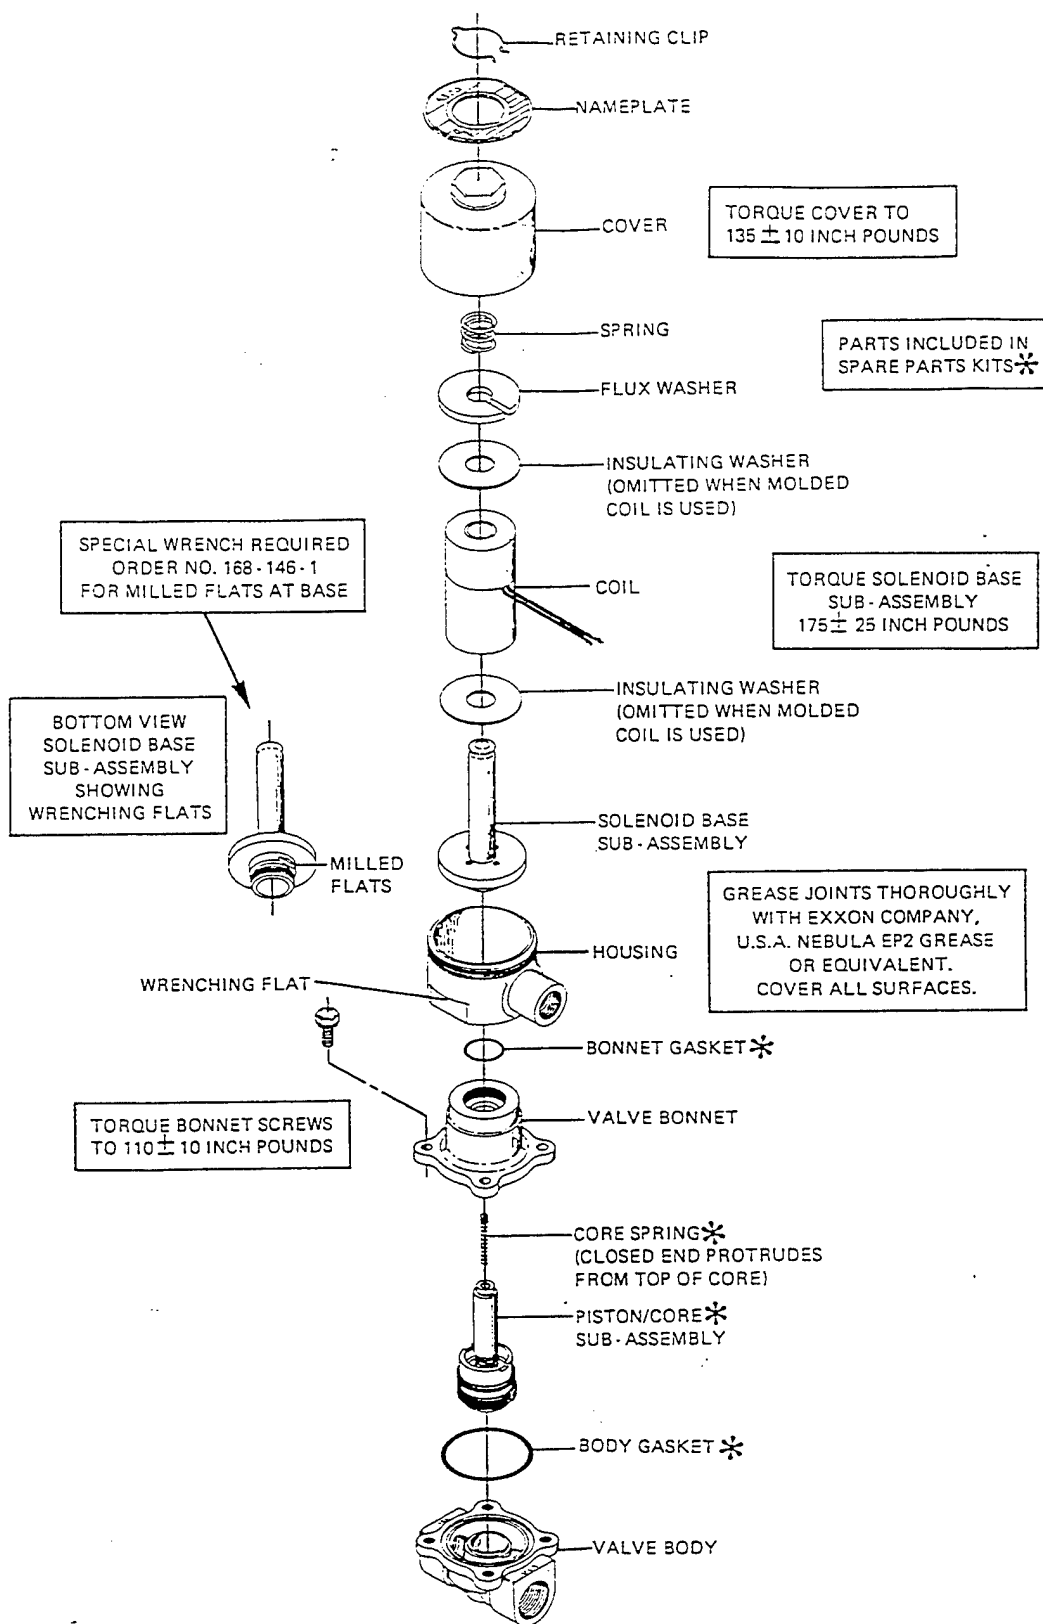 RETAINING CLIP
NAMEPLATE
COVER
TORQUE COVER TO
135 ± 10 INCH POUNDS
SPRING
PARTS INCLUDED IN
SPARE PARTS KITS*
FLUX WASHER
INSULATING WASHER
(OMITTED WHEN MOLDED
COIL IS USED)
SPECIAL WRENCH REQUIRED
ORDER NO. 168-146-1
FOR MILLED FLATS AT BASE
COIL
TORQUE SOLENOID BASE
SUB-ASSEMBLY
175 ± 25 INCH POUNDS
INSULATING WASHER
(OMITTED WHEN MOLDED
COIL IS USED)
BOTTOM VIEW
SOLENOID BASE
SUB-ASSEMBLY
SHOWING
WRENCHING FLATS
SOLENOID BASE
SUB-ASSEMBLY
MILLED
FLATS
GREASE JOINTS THOROUGHLY
WITH EXXON COMPANY,
U.S.A. NEBULA EP2 GREASE
OR EQUIVALENT.
COVER ALL SURFACES.
HOUSING
WRENCHING FLAT
BONNET GASKET*
VALVE BONNET
TORQUE BONNET SCREWS
TO 110 ± 10 INCH POUNDS
CORE SPRING*
(CLOSED END PROTRUDES
FROM TOP OF CORE)
PISTON/CORE*
SUB-ASSEMBLY
BODY GASKET*
VALVE BODY